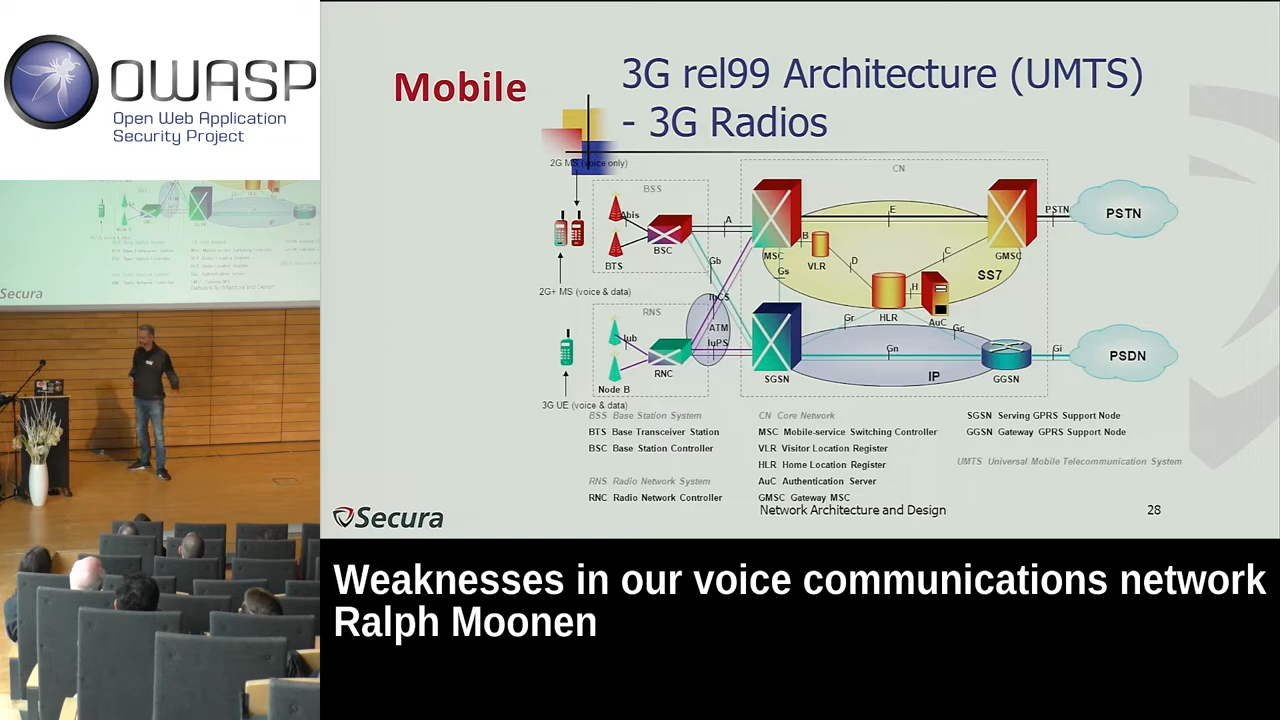 OWASP
Open Web Application
Security Project
Mobile
3G rel99 Architecture (UMTS)
- 3G Radios
2G MS (voice only)
CN
BSS
Abis
BTS
BSC
A
E
PSTN
PSTN
MSC
B
VLR
D
C
GMSC
SS7
Gb
Gs
2G+ MS (voice & data)
IuCS
HLR
H
AuC
RNS
Gr
Gc
ATM
Iub
IuPS
RNC
Gn
Gi
PSDN
Node B
SGSN
IP
GGSN
3G UE (voice & data)
BSS Base Station System
BTS Base Transceiver Station
BSC Base Station Controller
RNS Radio Network System
RNC Radio Network Controller
CN Core Network
MSC Mobile-service Switching Controller
VLR Visitor Location Register
HLR Home Location Register
AuC Authentication Server
GMSC Gateway MSC
SGSN Serving GPRS Support Node
GGSN Gateway GPRS Support Node
UMTS Universal Mobile Telecommunication System
Secura
Network Architecture and Design
28
Secura
Network Architecture and Design
Weaknesses in our voice communications network
Ralph Moonen